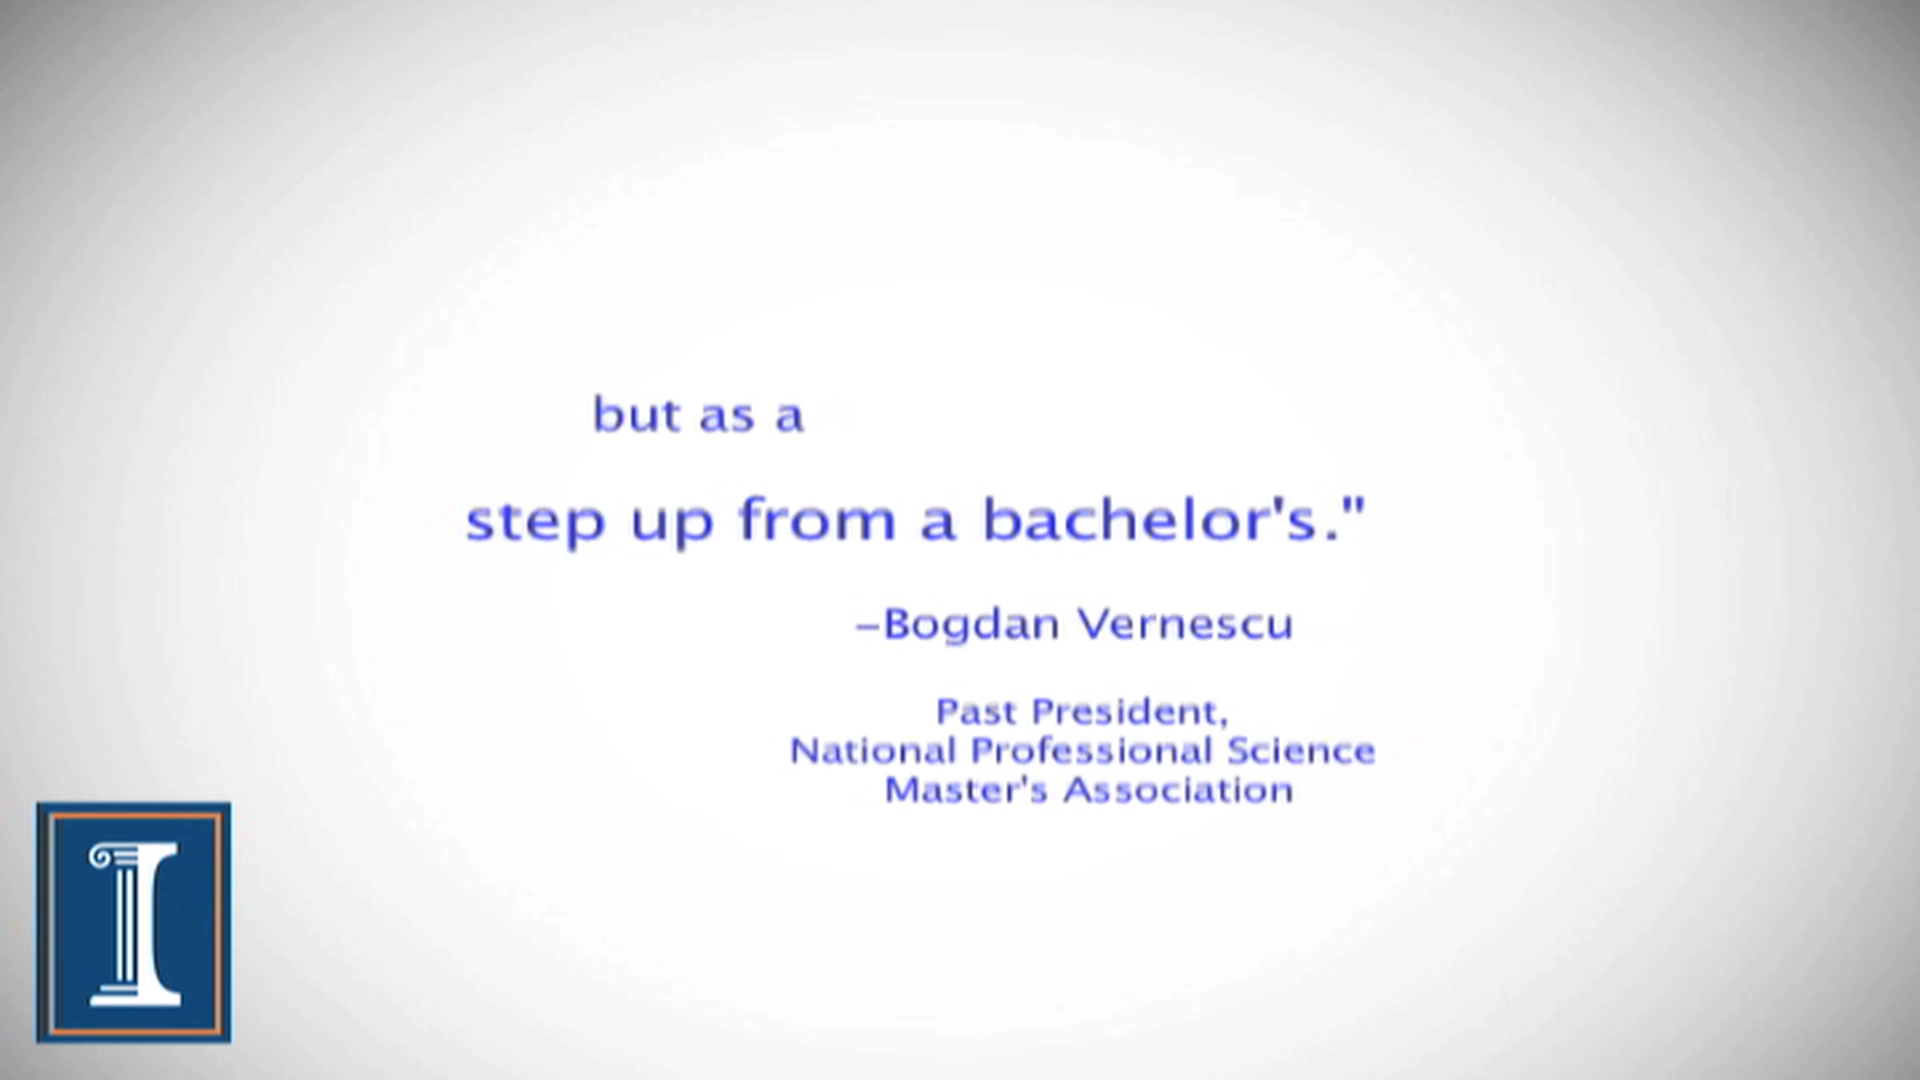 but as a
step up from a bachelor's."
–Bogdan Vernescu
Past President,
National Professional Science
Master's Association
I